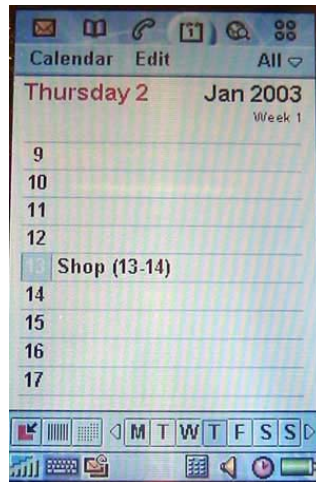 Calendar Edit All
Thursday 2 Jan 2003
Week 1
9
10
11
12
13 Shop (13-14)
14
15
16
17
M T W T F S S